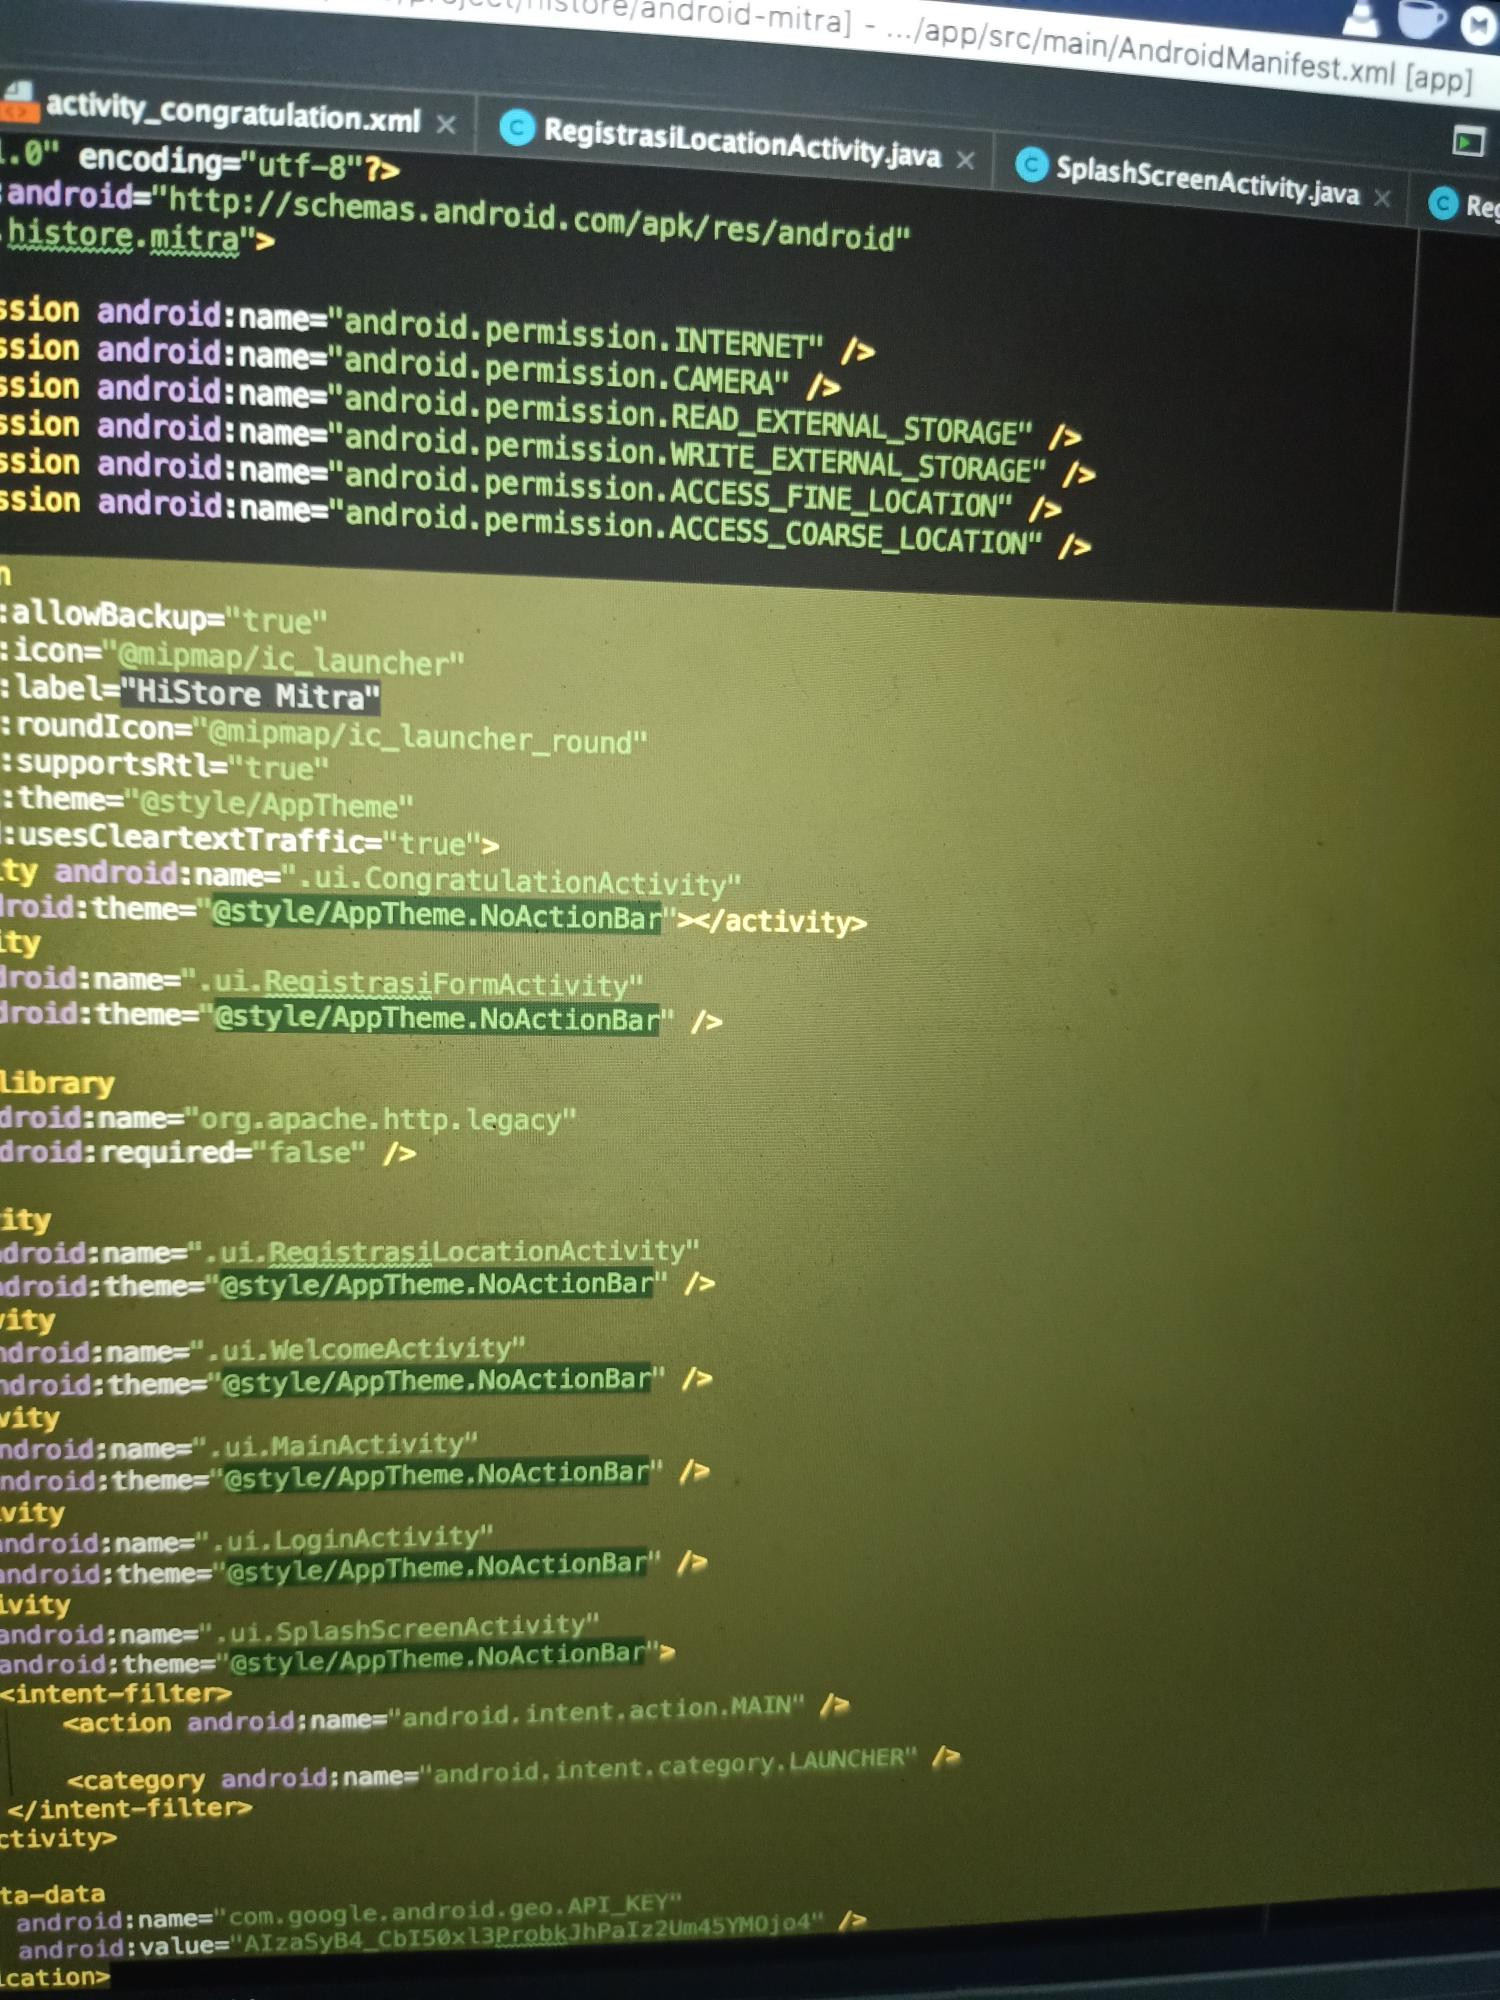 project/histore/android-mitra] - .../app/src/main/AndroidManifest.xml [app]
activity_congratulation.xml RegistrasiLocationActivity.java SplashScreenActivity.java Reg
1.0" encoding="utf-8"?>
:android="http://schemas.android.com/apk/res/android"
.histore.mitra">
ssion android:name="android.permission.INTERNET" />
ssion android:name="android.permission.CAMERA" />
ssion android:name="android.permission.READ_EXTERNAL_STORAGE" />
ssion android:name="android.permission.WRITE_EXTERNAL_STORAGE" />
ssion android:name="android.permission.ACCESS_FINE_LOCATION" />
ssion android:name="android.permission.ACCESS_COARSE_LOCATION" />
n
:allowBackup="true"
:icon="@mipmap/ic_launcher"
:label="HiStore Mitra"
:roundIcon="@mipmap/ic_launcher_round"
:supportsRtl="true"
:theme="@style/AppTheme"
:usesCleartextTraffic="true">
ity android:name=".ui.CongratulationActivity"
droid:theme="@style/AppTheme.NoActionBar"></activity>
ity
droid:name=".ui.RegistrasiFormActivity"
droid:theme="@style/AppTheme.NoActionBar" />
library
droid:name="org.apache.http.legacy"
droid:required="false" />
ity
ndroid:name=".ui.RegistrasiLocationActivity"
ndroid:theme="@style/AppTheme.NoActionBar" />
vity
ndroid:name=".ui.WelcomeActivity"
ndroid:theme="@style/AppTheme.NoActionBar" />
vity
ndroid:name=".ui.MainActivity"
android:theme="@style/AppTheme.NoActionBar" />
vity
android:name=".ui.LoginActivity"
android:theme="@style/AppTheme.NoActionBar" />
ivity
android:name=".ui.SplashScreenActivity"
android:theme="@style/AppTheme.NoActionBar">
<intent-filter>
<action android:name="android.intent.action.MAIN" />
<category android:name="android.intent.category.LAUNCHER" />
</intent-filter>
ctivity>
ta-data
android:name="com.google.android.geo.API_KEY"
android:value="AIzaSyB4_CbI50xl3ProbkJhPaIz2Um45YMOjo4" />
ication>